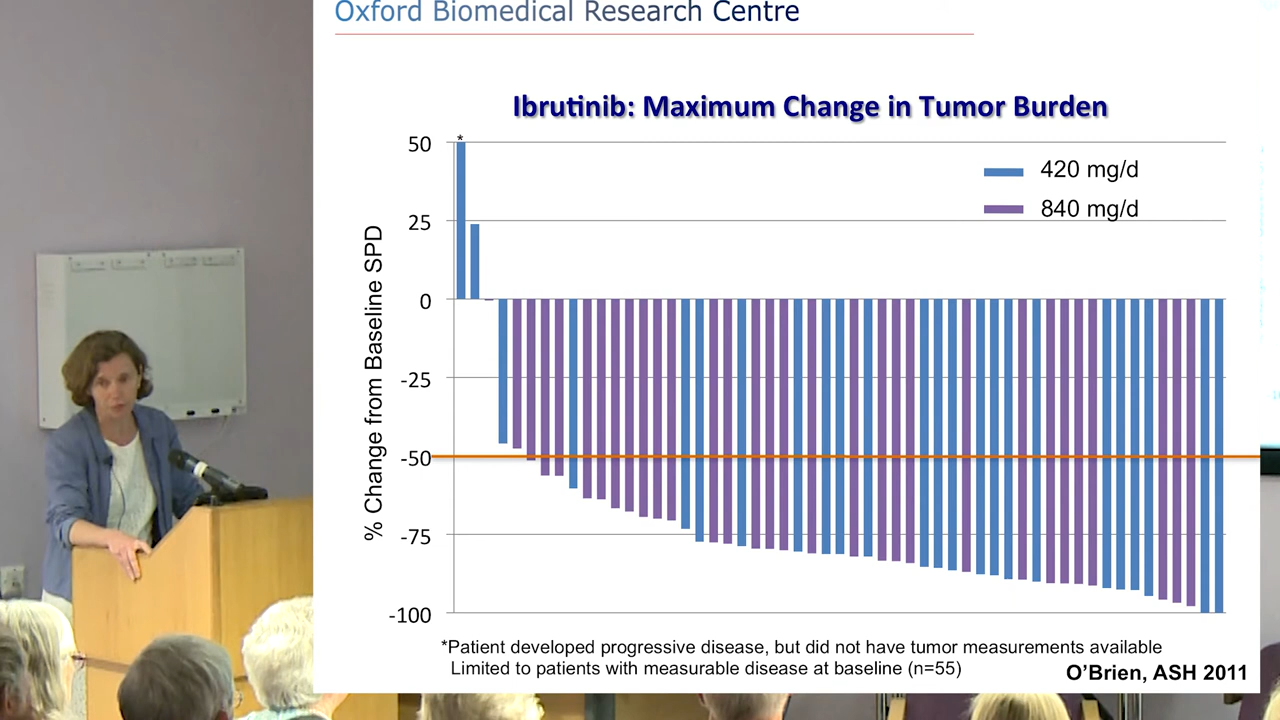 Oxford Biomedical Research Centre
Ibrutinib: Maximum Change in Tumor Burden
% Change from Baseline SPD
50
25
0
-25
-50
-75
-100
*
420 mg/d
840 mg/d
*Patient developed progressive disease, but did not have tumor measurements available
Limited to patients with measurable disease at baseline (n=55)
O'Brien, ASH 2011